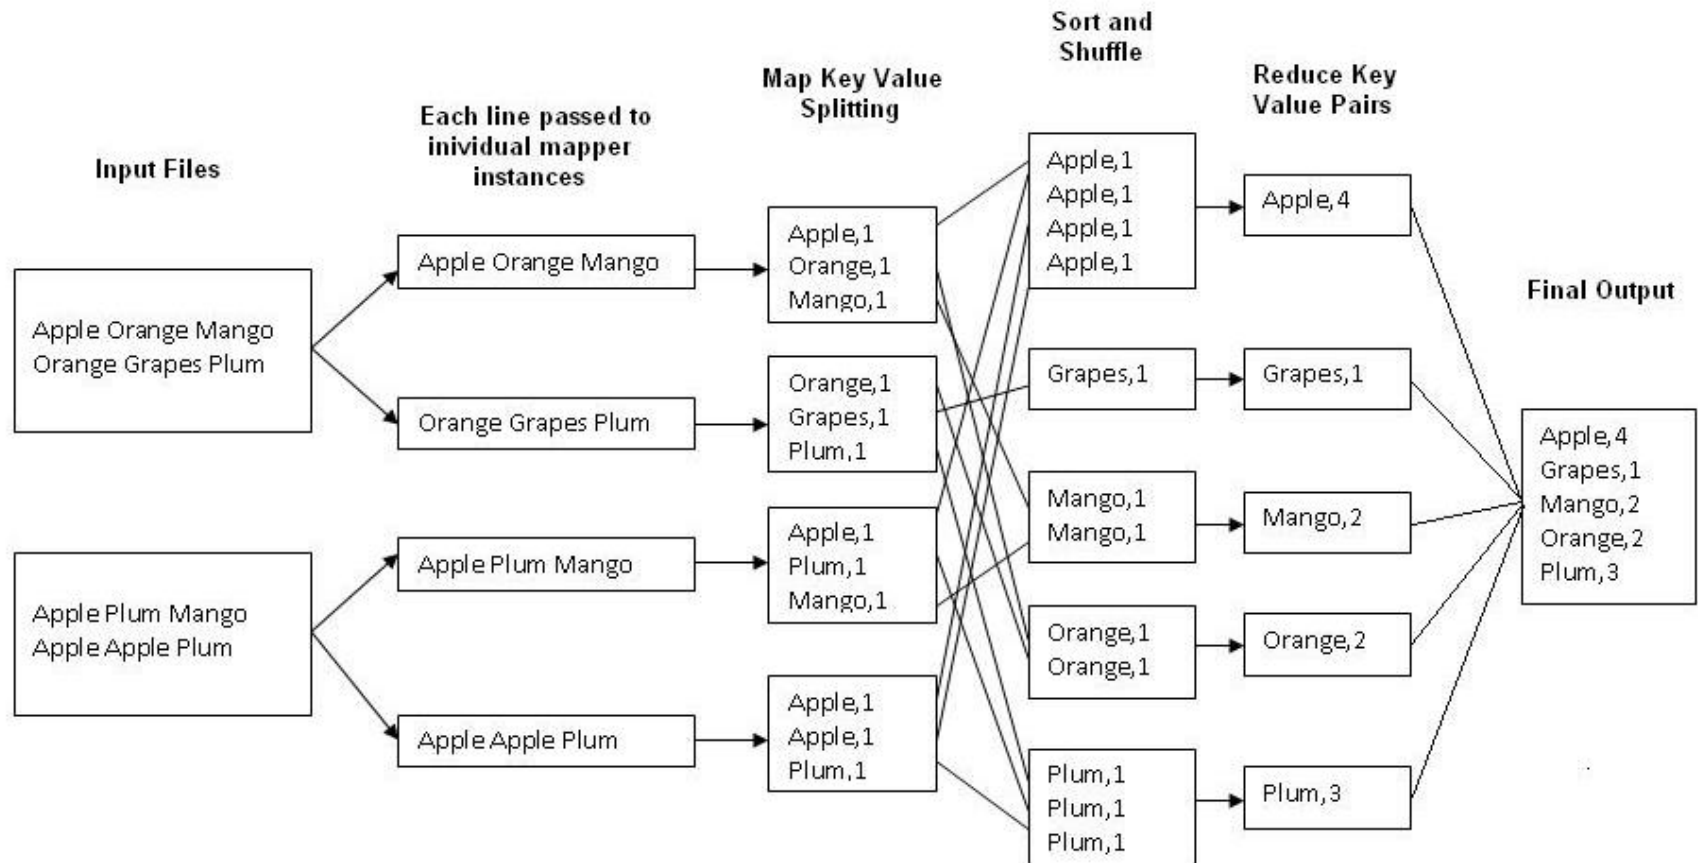 Input Files
Apple Orange Mango
Orange Grapes Plum
Apple Plum Mango
Apple Apple Plum
Each line passed to
inividual mapper
instances
Apple Orange Mango
Orange Grapes Plum
Apple Plum Mango
Apple Apple Plum
Map Key Value
Splitting
Apple,1
Orange,1
Mango,1
Orange,1
Grapes,1
Plum,1
Apple,1
Plum,1
Mango,1
Apple,1
Apple,1
Plum,1
Sort and
Shuffle
Apple,1
Apple,1
Apple,1
Apple,1
Grapes,1
Mango,1
Mango,1
Orange,1
Orange,1
Plum,1
Plum,1
Plum,1
Reduce Key
Value Pairs
Apple,4
Grapes,1
Mango,2
Orange,2
Plum,3
Final Output
Apple,4
Grapes,1
Mango,2
Orange,2
Plum,3